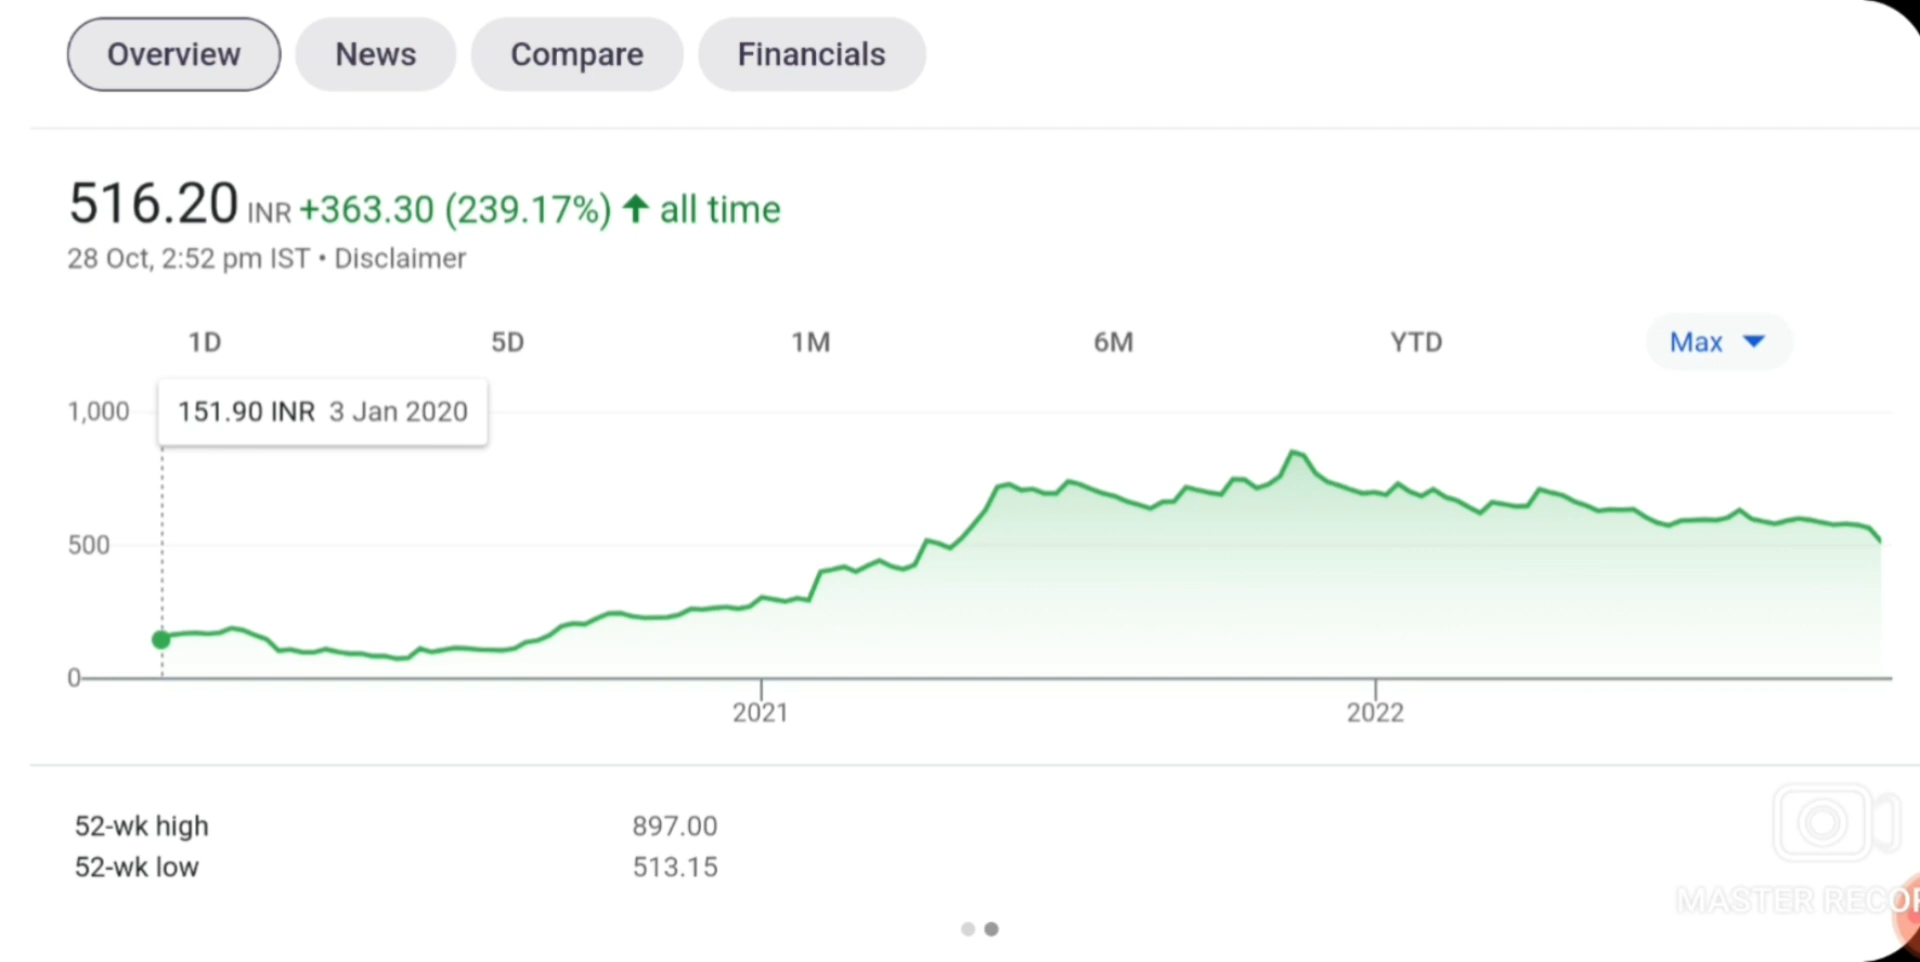 Overview News Compare Financials
516.20 INR +363.30 (239.17%) ↑ all time
28 Oct, 2:52 pm IST • Disclaimer
1D 5D 1M 6M YTD Max
1,000 151.90 INR 3 Jan 2020
500
0
2021 2022
52-wk high 897.00
52-wk low 513.15
MASTER